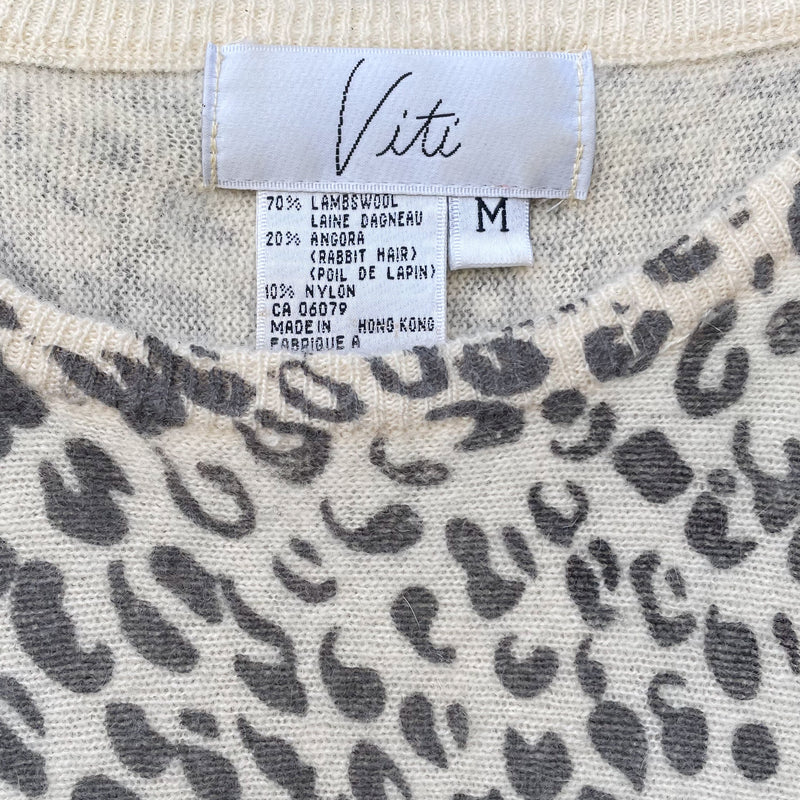 Viti
M
70% LAMBSWOOL
LAINE DAGNEAU
20% ANGORA
(RABBIT HAIR)
(POIL DE LAPIN)
10% NYLON
CA 06079
MADE IN HONG KONG
FABRIQUE A